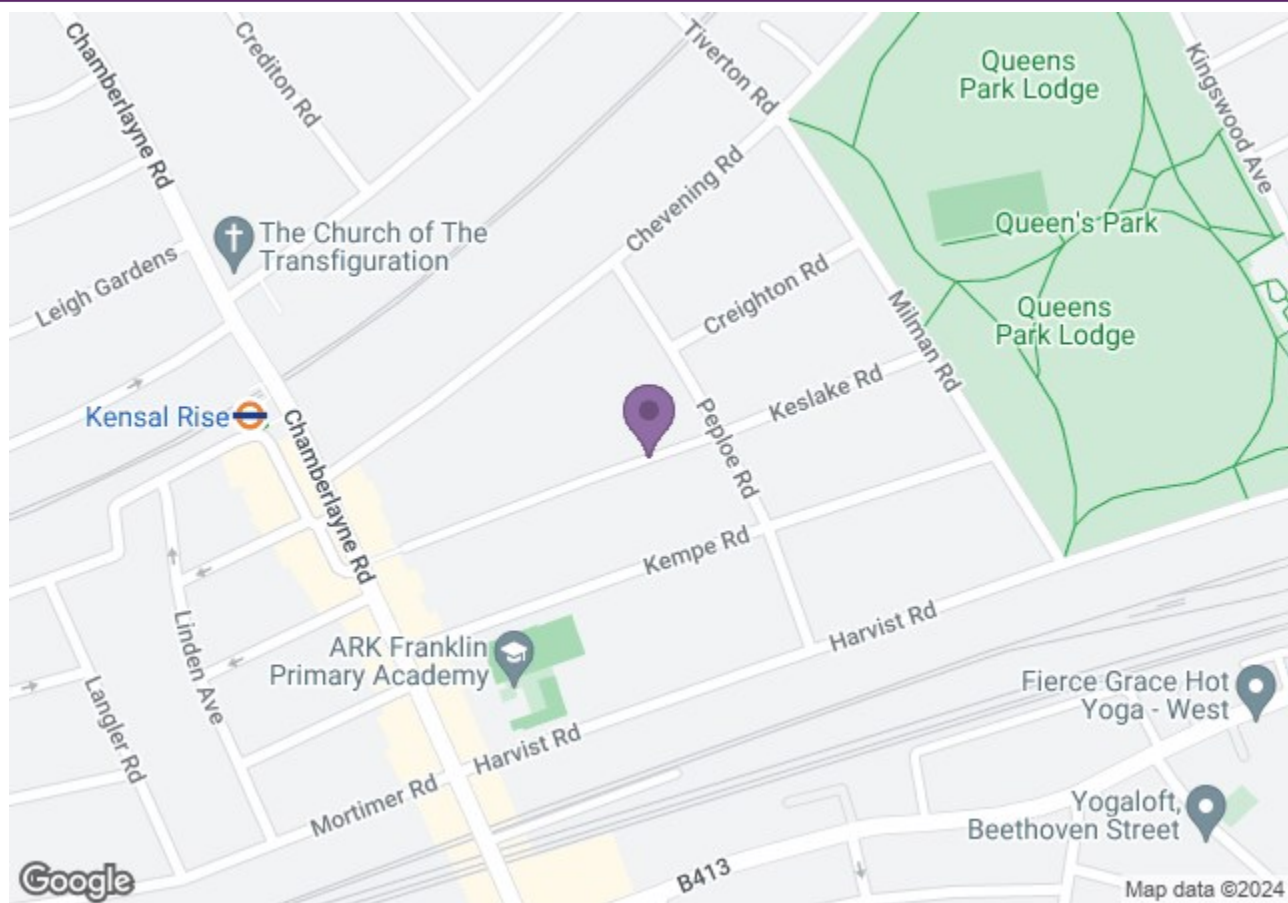 Chamberlayne Rd
Crediton Rd
Tiverton Rd
Queens
Park Lodge
Kingswood Ave
The Church of The
Transfiguration
Chevening Rd
Queen's Park
Leigh Gardens
Creighton Rd
Milman Rd
Queens
Park Lodge
Kensal Rise
Chamberlayne Rd
Peploe Rd
Keslake Rd
Kempe Rd
Linden Ave
Langler Rd
ARK Franklin
Primary Academy
Harvist Rd
Fierce Grace Hot
Yoga - West
Harvist Rd
Mortimer Rd
Yogaloft,
Beethoven Street
B413
Google
Map data ©2024